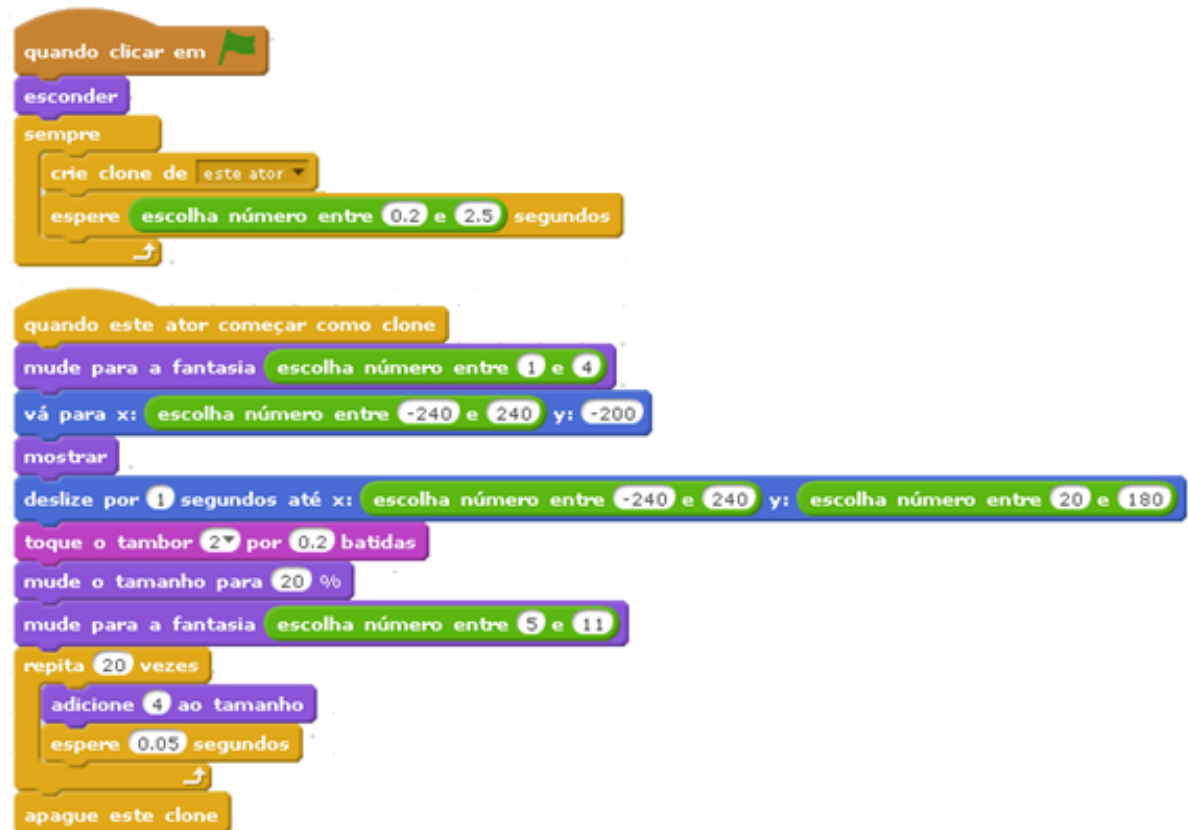 quando clicar em
esconder
sempre
crie clone de este ator
espere escolha número entre 0.2 e 2.5 segundos
quando este ator começar como clone
mude para a fantasia escolha número entre 1 e 4
vá para x: escolha número entre -240 e 240 y: -200
mostrar
deslize por 1 segundos até x: escolha número entre -240 e 240 y: escolha número entre 20 e 180
toque o tambor 2 por 0.2 batidas
mude o tamanho para 20 %
mude para a fantasia escolha número entre 5 e 11
repita 20 vezes
adicione 4 ao tamanho
espere 0.05 segundos
apague este clone